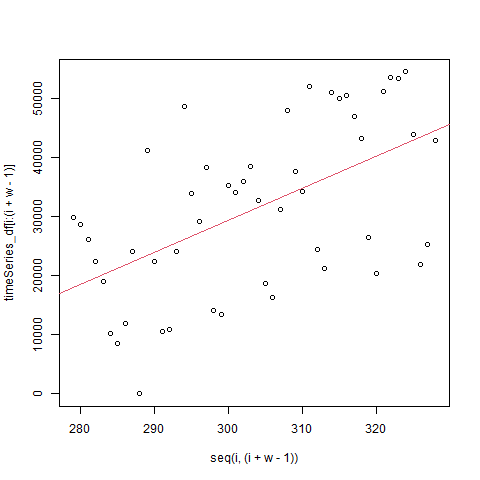 timeSeries_df[i:(i + w - 1)]
50000
40000
30000
20000
10000
0
280 290 300 310 320
seq(i, (i + w - 1))